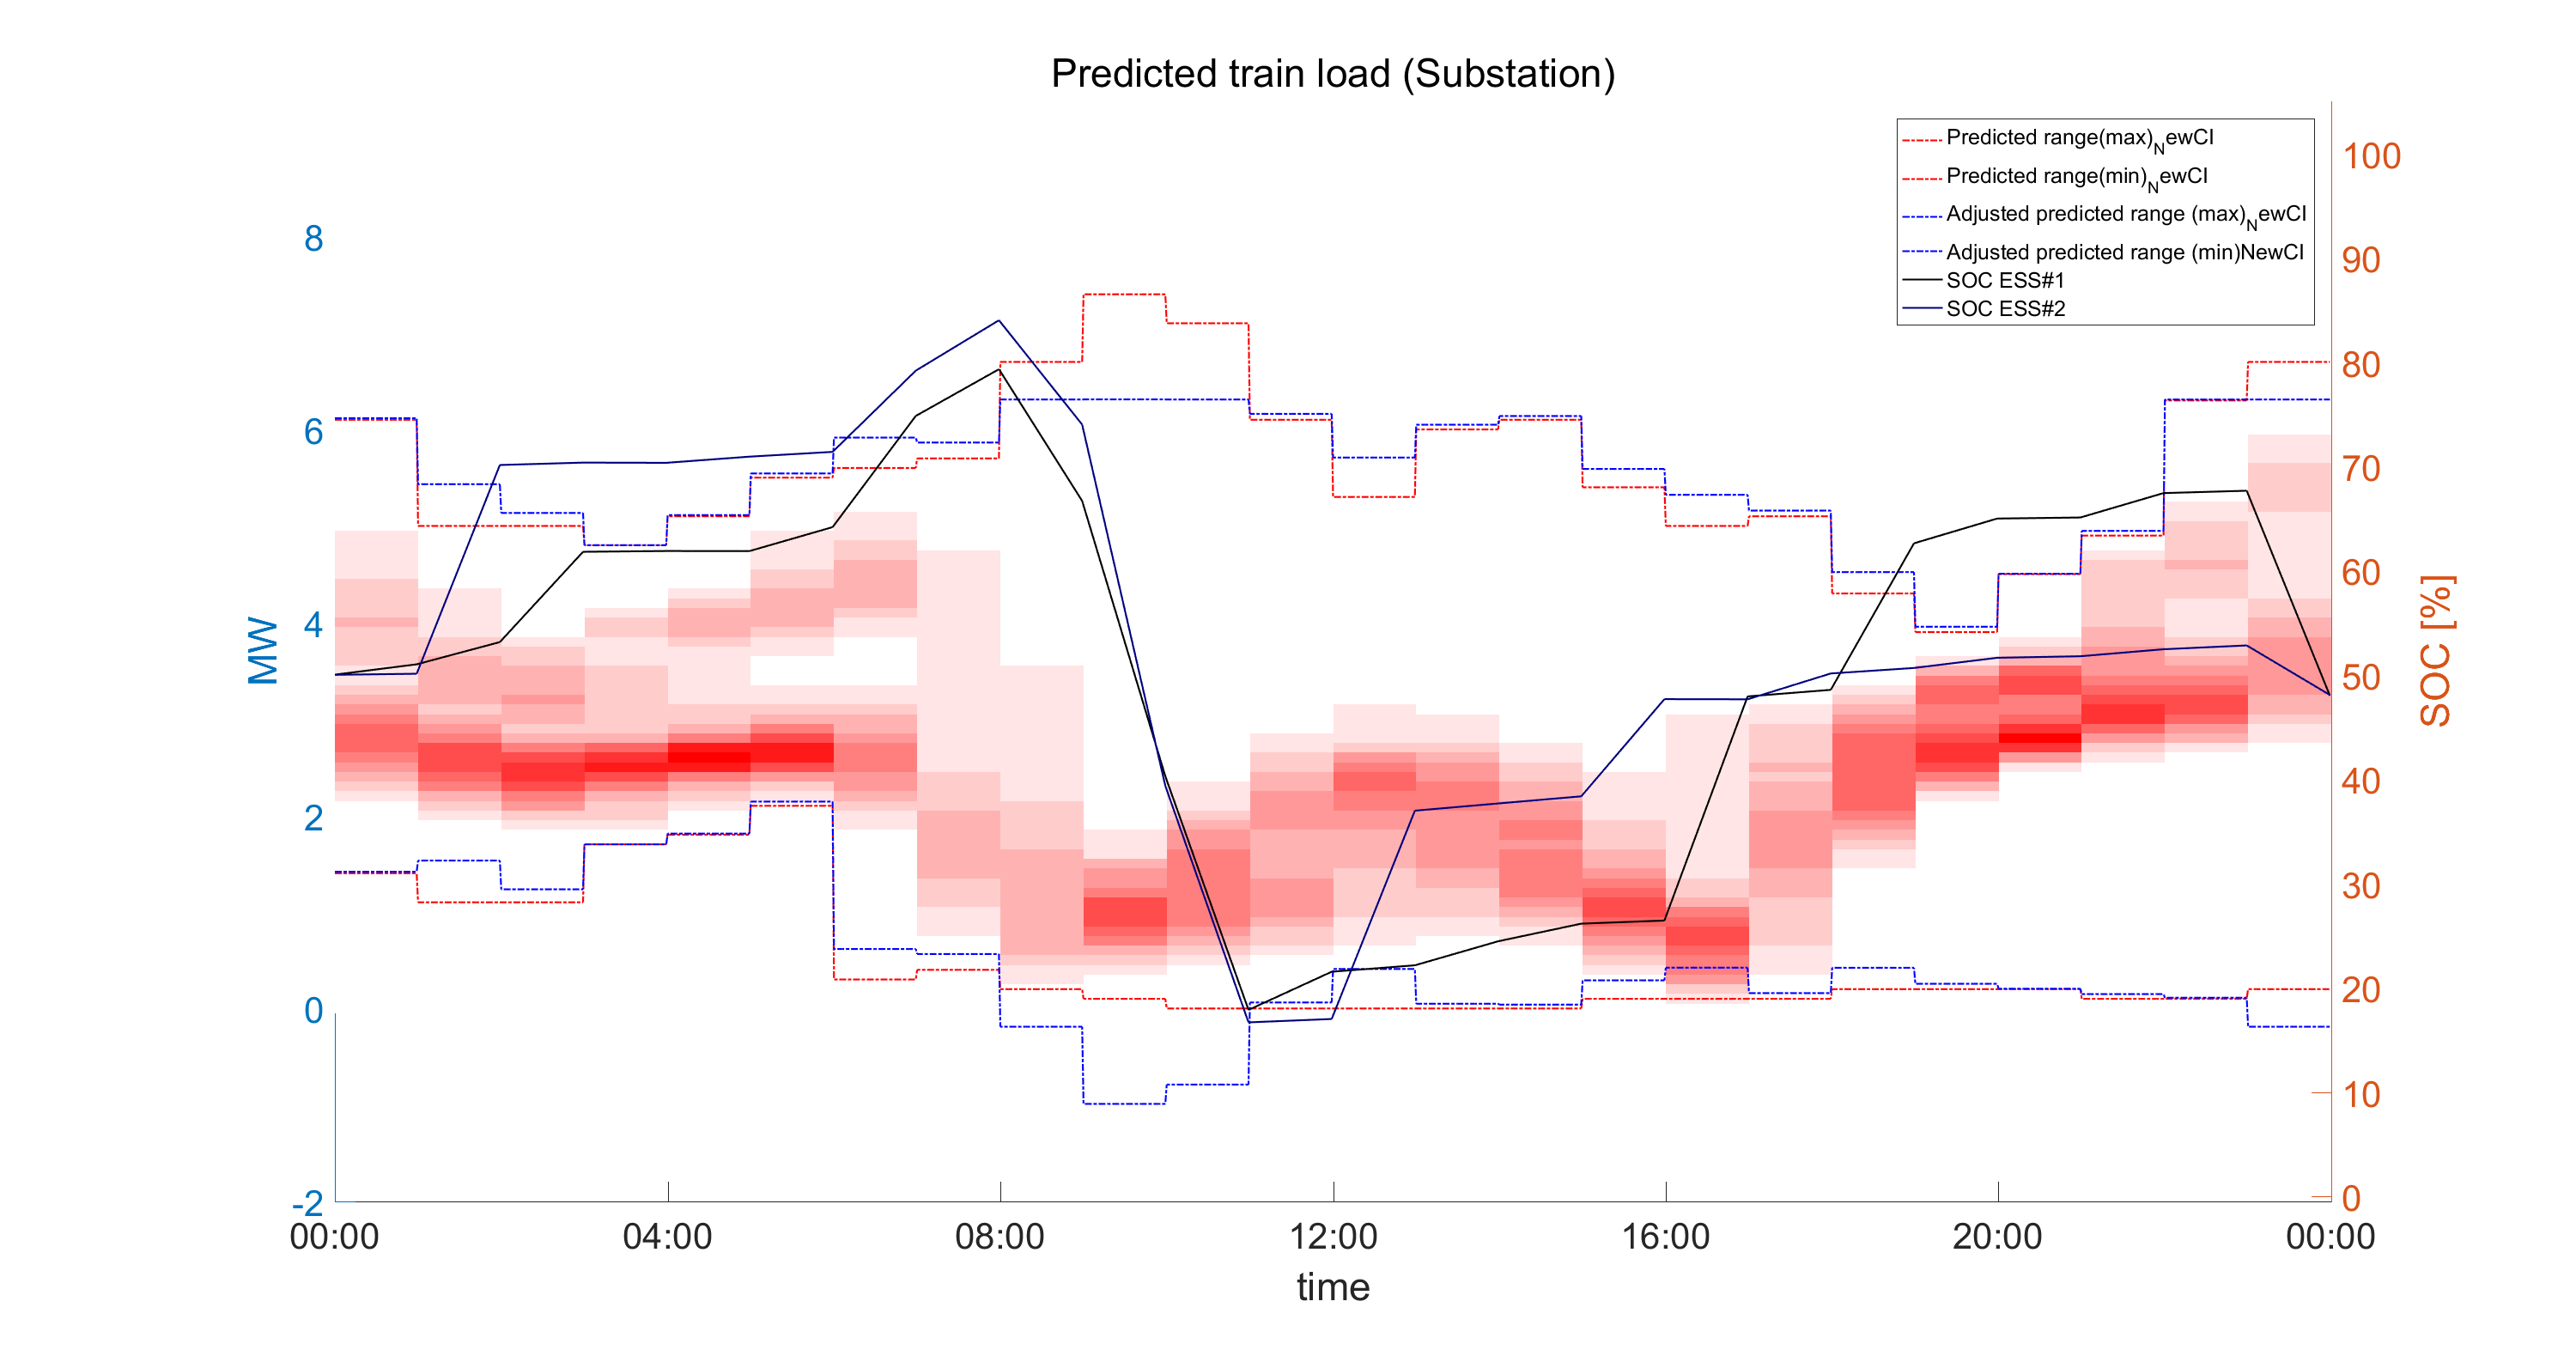 Predicted train load (Substation)
Predicted range(max)NewCI
Predicted range(min)NewCI
Adjusted predicted range (max)NewCI
Adjusted predicted range (min)NewCI
SOC ESS#1
SOC ESS#2
8
6
4
2
0
-2
MW
100
90
80
70
60
50
40
30
20
10
0
SOC [%]
00:00 04:00 08:00 12:00 16:00 20:00 00:00
time